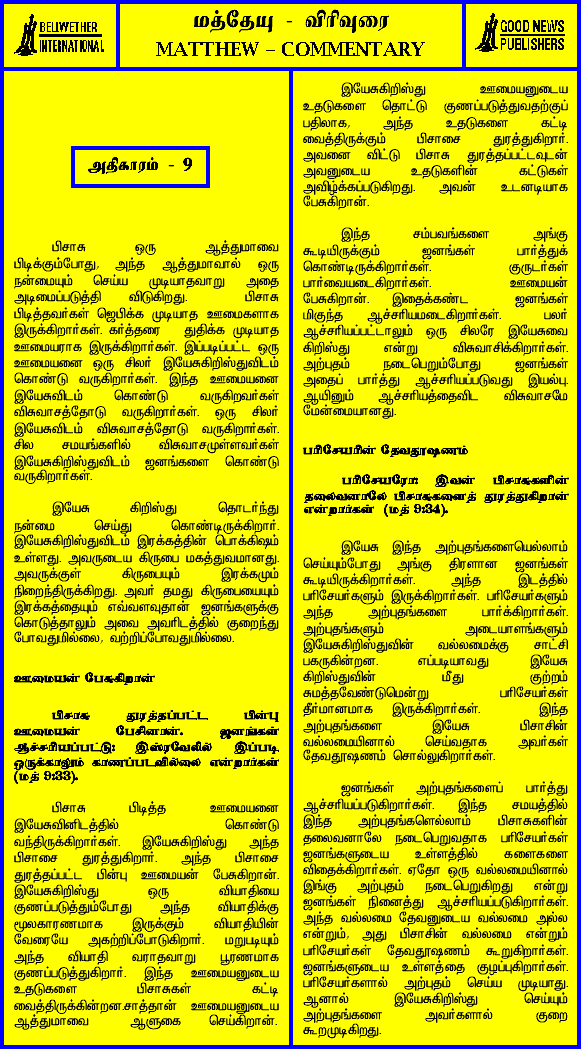 BELIWETHER
INTERNATIONAL
மத்தேயு - விரிவுரை
MATTHEW – COMMENTARY
GOOD NEWS
PUBLISHERS
அதிகாரம் - 9
பிசாசு ஒரு ஆத்துமாவை
பிடிக்கும்போது, அந்த ஆத்துமாவால் ஒரு
நன்மையும் செய்ய முடியாதவாறு அதை
அடிமைப்படுத்தி விடுகிறது. பிசாசு
பிடித்தவர்கள் ஜெபிக்க முடியாத ஊமைகளாக
இருக்கிறார்கள். கர்த்தரை துதிக்க முடியாத
ஊமையராக இருக்கிறார்கள். இப்படிப்பட்ட ஒரு
ஊமையனை ஒரு சிலர் இயேசுகிறிஸ்துவிடம்
கொண்டு வருகிறார்கள். இந்த ஊமையனை
இயேசுவிடம் கொண்டு வருகிறவர்கள்
விசுவாசத்தோடு வருகிறார்கள். ஒரு சிலர்
இயேசுவிடம் விசுவாசத்தோடு வருகிறார்கள்.
சில சமயங்களில் விசுவாசமுள்ளவர்கள்
இயேசுகிறிஸ்துவிடம் ஜனங்களை கொண்டு
வருகிறார்கள்.
இயேசு கிறிஸ்து தொடர்ந்து
நன்மை செய்து கொண்டிருக்கிறார்.
இயேசுகிறிஸ்துவிடம் இரக்கத்தின் பொக்கிஷம்
உள்ளது. அவருடைய கிருபை மகத்துவமானது.
அவருக்குள் கிருபையும் இரக்கமும்
நிறைந்திருக்கிறது. அவர் தமது கிருபையையும்
இரக்கத்தையும் எவ்வளவுதான் ஜனங்களுக்கு
கொடுத்தாலும் அவை அவரிடத்தில் குறைந்து
போவதுமில்லை, வற்றிப்போவதுமில்லை.
ஊமையன் பேசுகிறான்
பிசாசு துரத்தப்பட்ட பின்பு
ஊமையன் பேசினான். ஜனங்கள்
ஆச்சரியப்பட்டு: இஸ்ரவேலில் இப்படி
ஒருக்காலும் காணப்படவில்லை என்றார்கள்
(மத் 9:33).
பிசாசு பிடித்த ஊமையனை
இயேசுவினிடத்தில் கொண்டு
வந்திருக்கிறார்கள். இயேசுகிறிஸ்து அந்த
பிசாசை துரத்துகிறார். அந்த பிசாசை
துரத்தப்பட்ட பின்பு ஊமையன் பேசுகிறான்.
இயேசுகிறிஸ்து ஒரு வியாதியை
குணப்படுத்தும்போது அந்த வியாதிக்கு
மூலகாரணமாக இருக்கும் வியாதியின்
வேரையே அகற்றிப்போடுகிறார். மறுபடியும்
அந்த வியாதி வராதவாறு பூரணமாக
குணப்படுத்துகிறார். இந்த ஊமையனுடைய
உதடுகளை பிசாசுகள் கட்டி
வைத்திருக்கின்றன.சாத்தான் ஊமையனுடைய
ஆத்துமாவை ஆளுகை செய்கிறான்.
இயேசுகிறிஸ்து ஊமையனுடைய
உதடுகளை தொட்டு குணப்படுத்துவதற்குப்
பதிலாக, அந்த உதடுகளை கட்டி
வைத்திருக்கும் பிசாசை துரத்துகிறார்.
அவனை விட்டு பிசாசு துரத்தப்பட்டவுடன்
அவனுடைய உதடுகளின் கட்டுகள்
அவிழ்க்கப்படுகிறது. அவன் உடனடியாக
பேசுகிறான்.
இந்த சம்பவங்களை அங்கு
கூடியிருக்கும் ஜனங்கள் பார்த்துக்
கொண்டிருக்கிறார்கள். குருடர்கள்
பார்வையடைகிறார்கள். ஊமையன்
பேசுகிறான். இதைக்கண்ட ஜனங்கள்
மிகுந்த ஆச்சரியமடைகிறார்கள். பலர்
ஆச்சரியப்பட்டாலும் ஒரு சிலரே இயேசுவை
கிறிஸ்து என்று விசுவாசிக்கிறார்கள்.
அற்புதம் நடைபெறும்போது ஜனங்கள்
அதைப் பார்த்து ஆச்சரியப்படுவது இயல்பு.
ஆயினும் ஆச்சரியத்தைவிட விசுவாசமே
மேன்மையானது.
பரிசேயரின் தேவதூஷணம்
பரிசேயரோ: இவன் பிசாசுகளின்
தலைவனாலே பிசாசுகளைத் துரத்துகிறான்
என்றார்கள் (மத் 9:34).
இயேசு இந்த அற்புதங்களையெல்லாம்
செய்யும்போது அங்கு திரளான ஜனங்கள்
கூடியிருக்கிறார்கள். அந்த இடத்தில்
பரிசேயர்களும் இருக்கிறார்கள். பரிசேயர்களும்
அந்த அற்புதங்களை பார்க்கிறார்கள்.
அற்புதங்களும் அடையாளங்களும்
இயேசுகிறிஸ்துவின் வல்லமைக்கு சாட்சி
பகருகின்றன. எப்படியாவது இயேசு
கிறிஸ்துவின் மீது குற்றம்
சுமத்தவேண்டுமென்று பரிசேயர்கள்
தீர்மானமாக இருக்கிறார்கள். இந்த
அற்புதங்களை இயேசு பிசாசின்
வல்லமையினால் செய்வதாக அவர்கள்
தேவதூஷணம் சொல்லுகிறார்கள்.
ஜனங்கள் அற்புதங்களைப் பார்த்து
ஆச்சரியப்படுகிறார்கள். இந்த சமயத்தில்
இந்த அற்புதங்களெல்லாம் பிசாசுகளின்
தலைவனாலே நடைபெறுவதாக பரிசேயர்கள்
ஜனங்களுடைய உள்ளத்தில் களைகளை
விதைக்கிறார்கள். ஏதோ ஒரு வல்லமையினால்
இங்கு அற்புதம் நடைபெறுகிறது என்று
ஜனங்கள் நினைத்து ஆச்சரியப்படுகிறார்கள்.
அந்த வல்லமை தேவனுடைய வல்லமை அல்ல
என்றும், அது பிசாசின் வல்லமை என்றும்
பரிசேயர்கள் தேவதூஷணம் கூறுகிறார்கள்.
ஜனங்களுடைய உள்ளத்தை குழப்புகிறார்கள்.
பரிசேயர்களால் அற்புதம் செய்ய முடியாது.
ஆனால் இயேசுகிறிஸ்து செய்யும்
அற்புதங்களை அவர்களால் குறை
கூறமுடிகிறது.